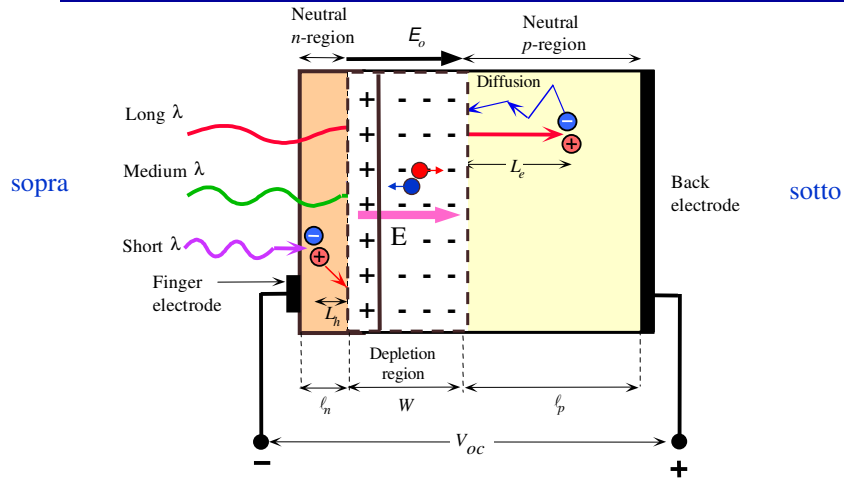 Neutral
n-region
E_o
Neutral
p-region
Diffusion
Long λ
L_e
sopra
Medium λ
Back
electrode
sotto
E
Short λ
Finger
electrode
L_h
Depletion
region
ℓ_n
W
ℓ_p
V_oc